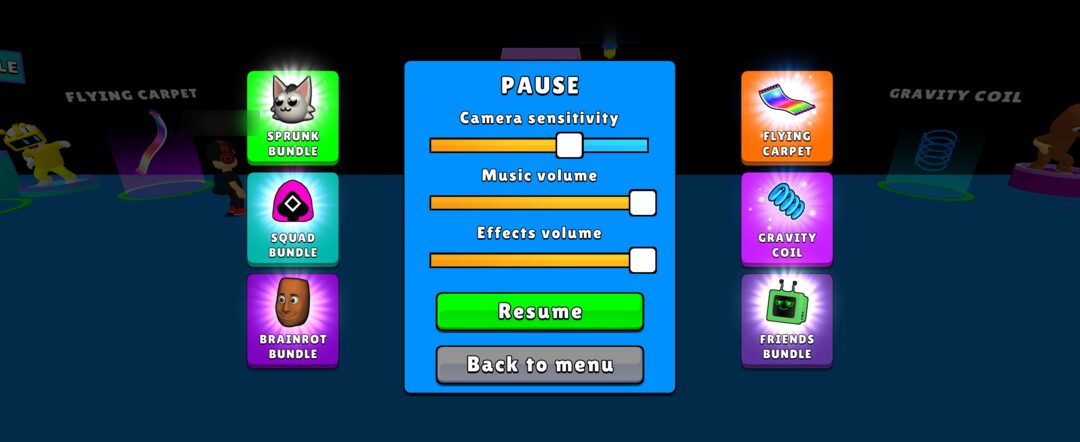 LE
FLYING CARPET
SPRUNK
BUNDLE
SQUAD
BUNDLE
BRAINROT
BUNDLE
PAUSE
Camera sensitivity
Music volume
Effects volume
Resume
Back to menu
FLYING
CARPET
GRAVITY
COIL
FRIENDS
BUNDLE
GRAVITY COIL